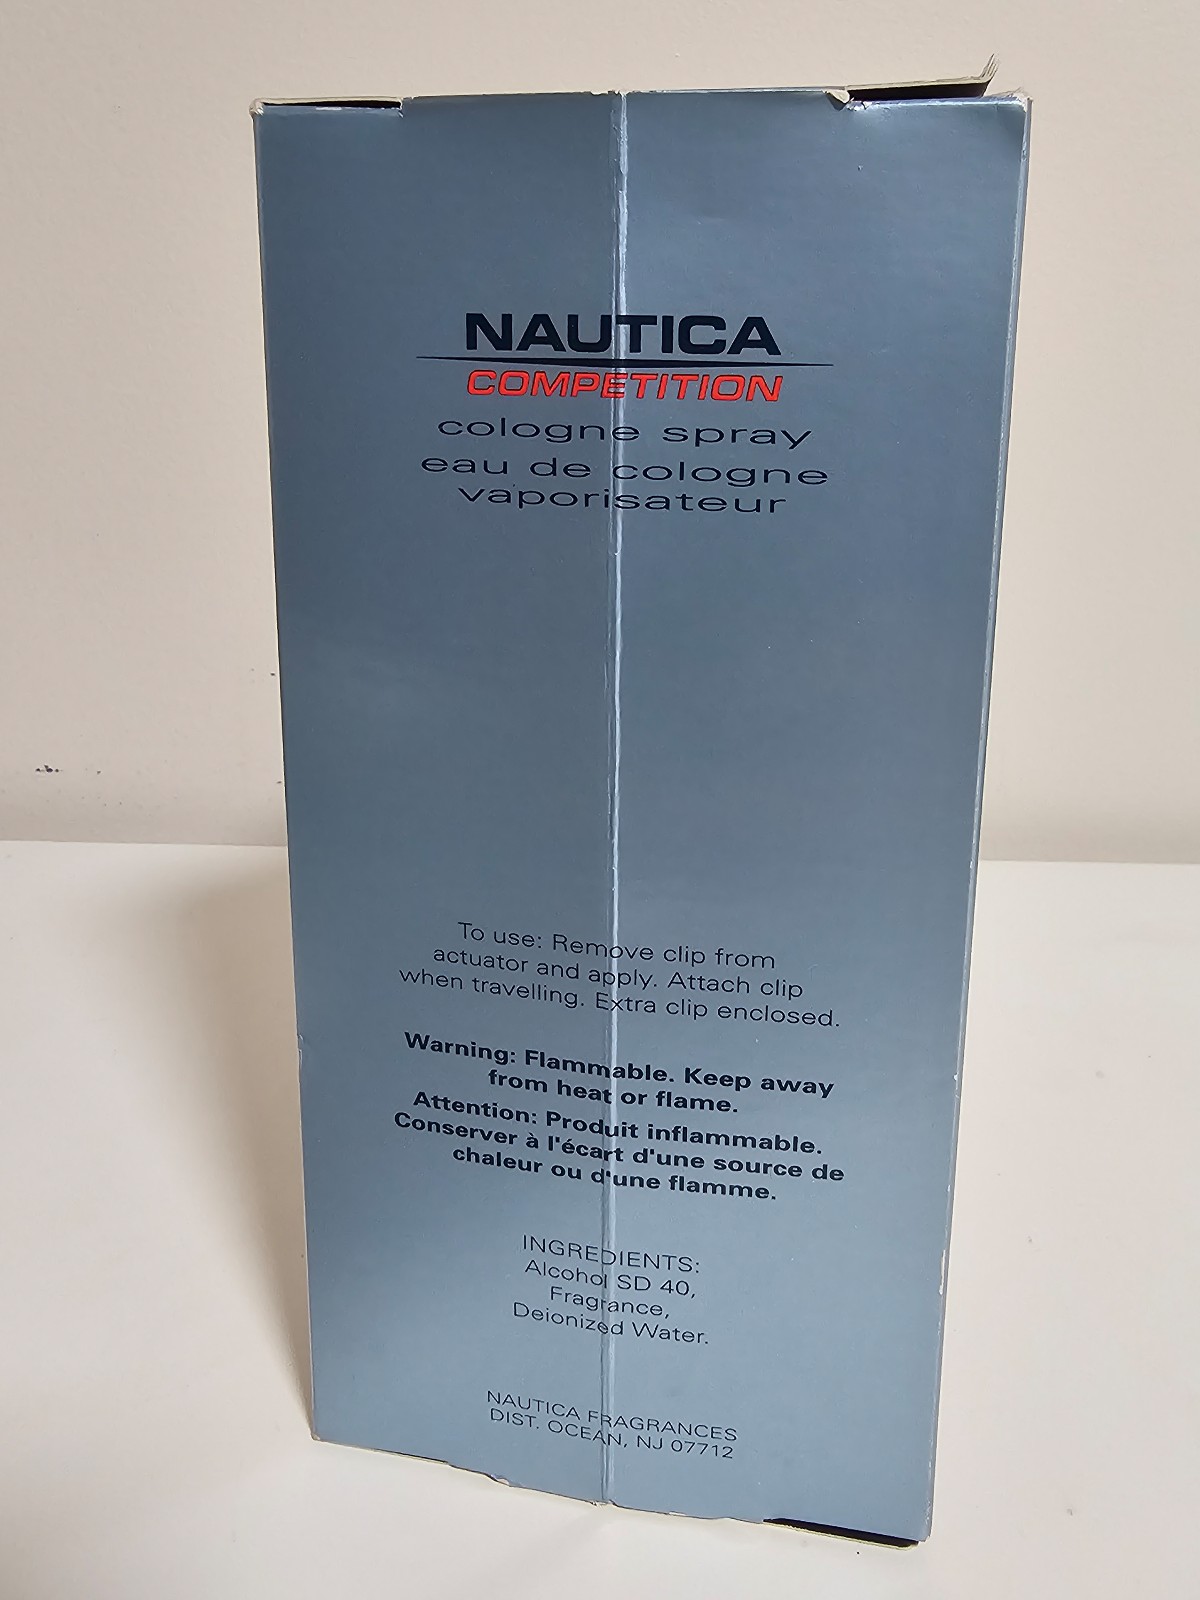 NAUTICA
COMPETITION
cologne spray
eau de cologne
vaporisateur
To use: Remove clip from
actuator and apply. Attach clip
when travelling. Extra clip enclosed.
Warning: Flammable. Keep away
from heat or flame.
Attention: Produit inflammable.
Conserver à l'écart d'une source de
chaleur ou d'une flamme.
INGREDIENTS:
Alcohol SD 40,
Fragrance,
Deionized Water.
NAUTICA FRAGRANCES
DIST. OCEAN, NJ 07712